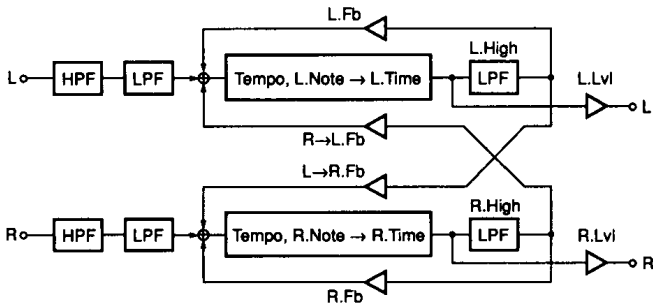 L.Fb
L.High
L HPF LPF Tempo, L.Note → L.Time LPF L.Lvl
L
R→L.Fb
L→R.Fb
R.High
R HPF LPF Tempo, R.Note → R.Time LPF R.Lvl
R
R.Fb